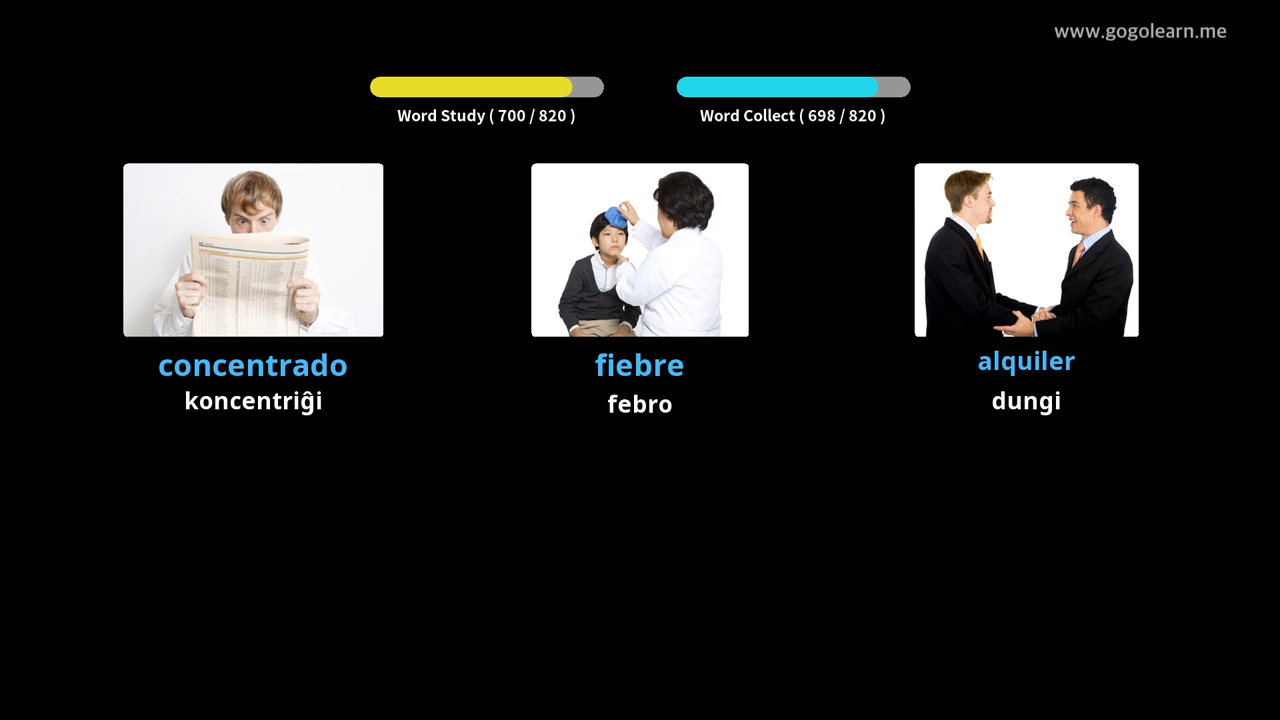 www.gogolearn.me
Word Study ( 700 / 820 )
Word Collect ( 698 / 820 )
concentrado
koncentriĝi
fiebre
febro
alquiler
dungi